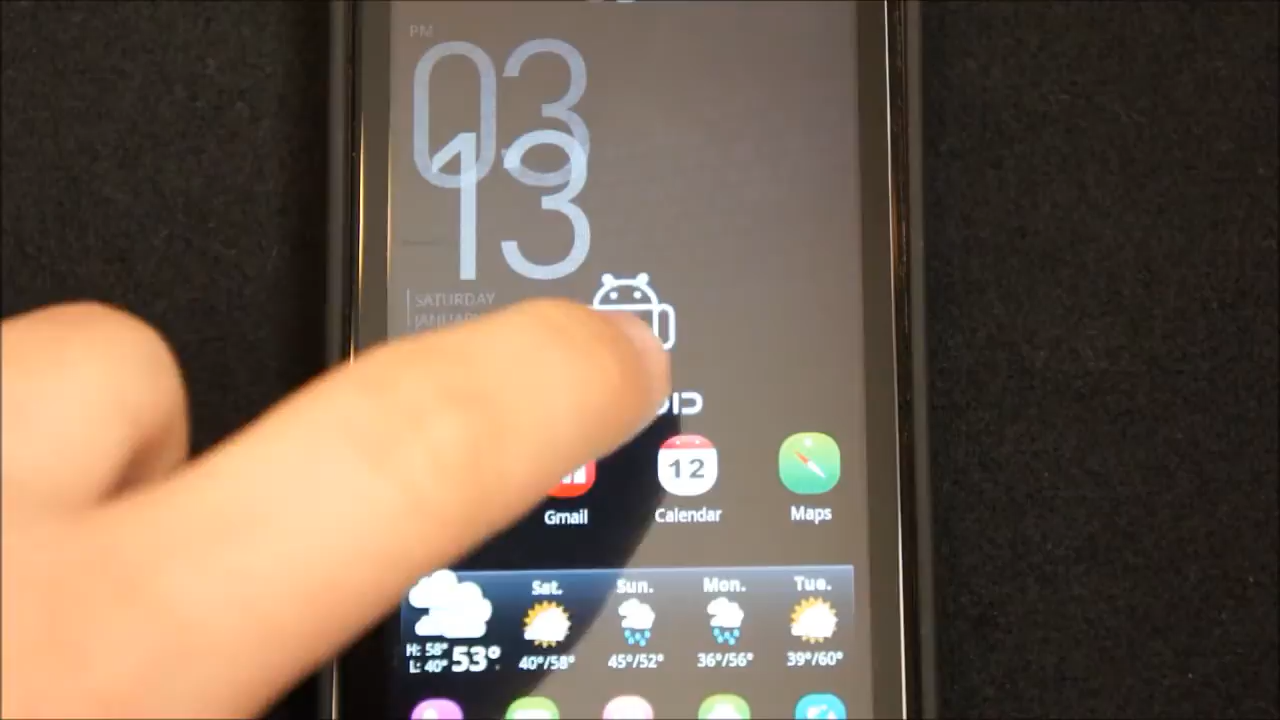 PM
03
13
SATURDAY
JANUARY
12
Gmail
Calendar
Maps
Sat.
Sun.
Mon.
Tue.
H: 58°
L: 40°
53°
40°/58°
45°/52°
36°/56°
39°/60°